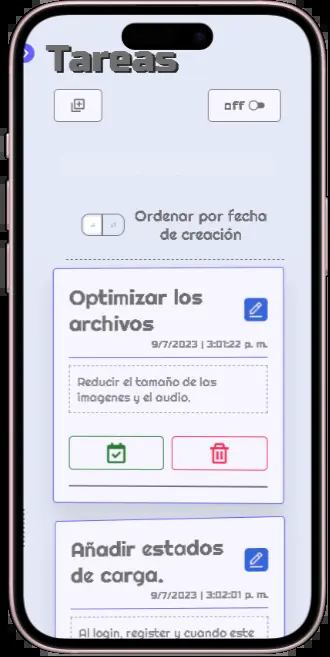 Tareas
off
Ordenar por fecha
de creación
Optimizar los
archivos
9/7/2023 | 3:01:22 p. m.
Reducir el tamaño de las
imagenes y el audio.
Añadir estados
de carga.
9/7/2023 | 3:02:01 p. m.
Al login, register y cuando este